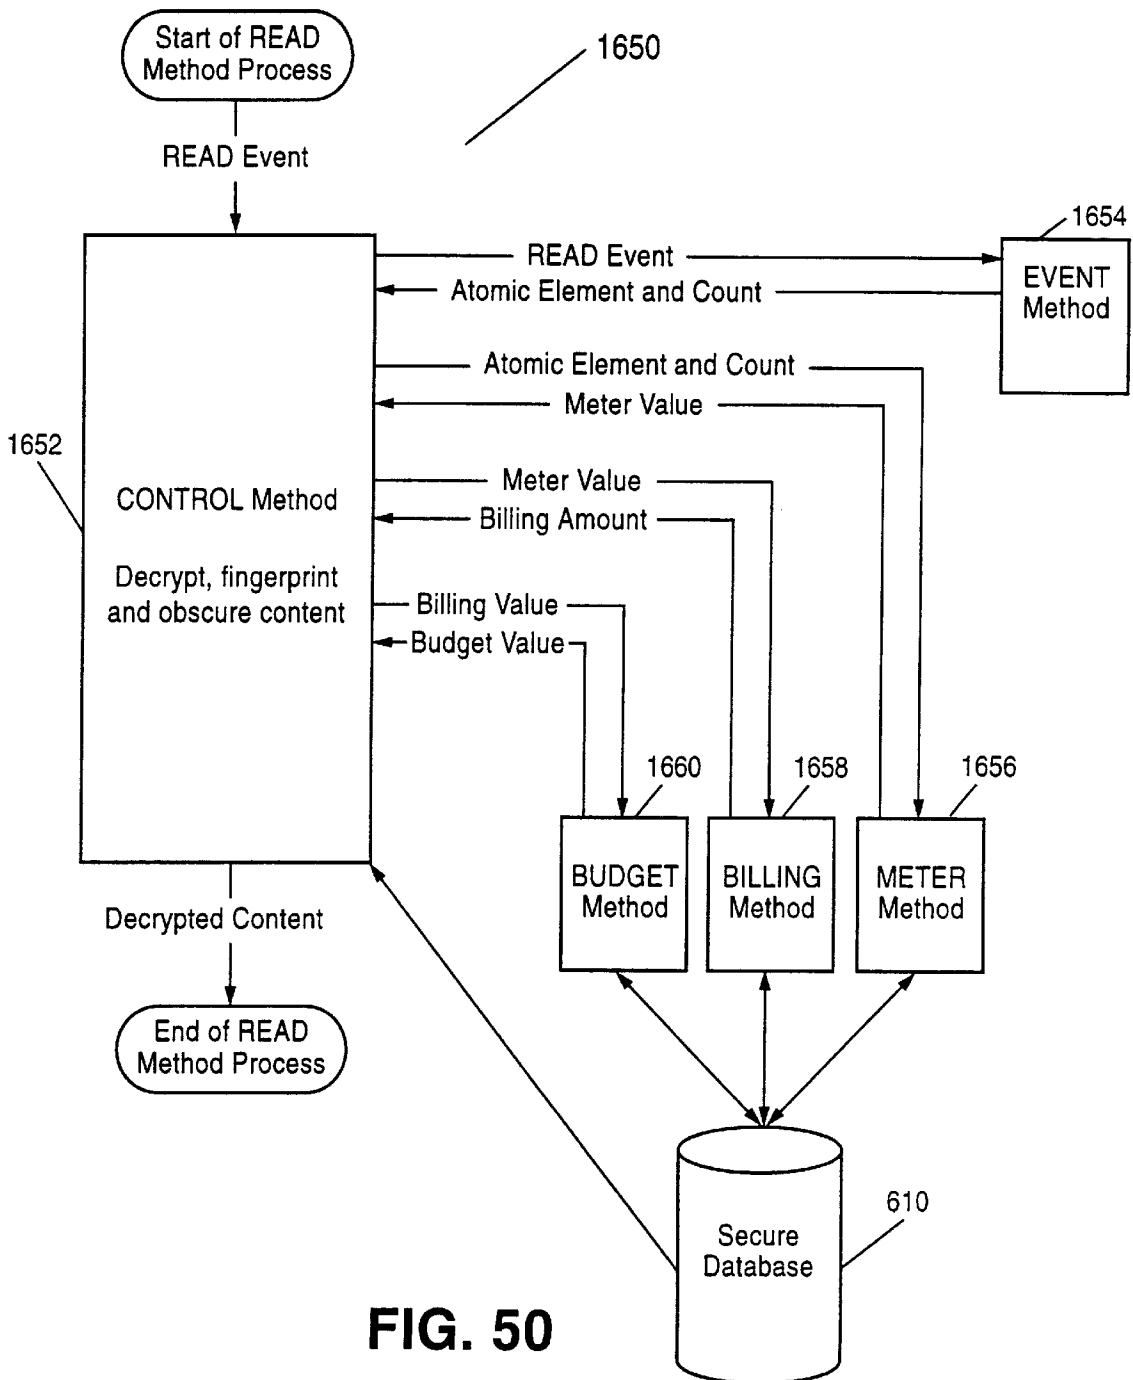 Start of READ
Method Process
1650
READ Event
1654
READ Event
Atomic Element and Count
EVENT
Method
Atomic Element and Count
Meter Value
1652
CONTROL Method
Decrypt, fingerprint
and obscure content
Meter Value
Billing Amount
Billing Value
Budget Value
1660
1658
1656
BUDGET
Method
BILLING
Method
METER
Method
Decrypted Content
End of READ
Method Process
610
Secure
Database
FIG. 50